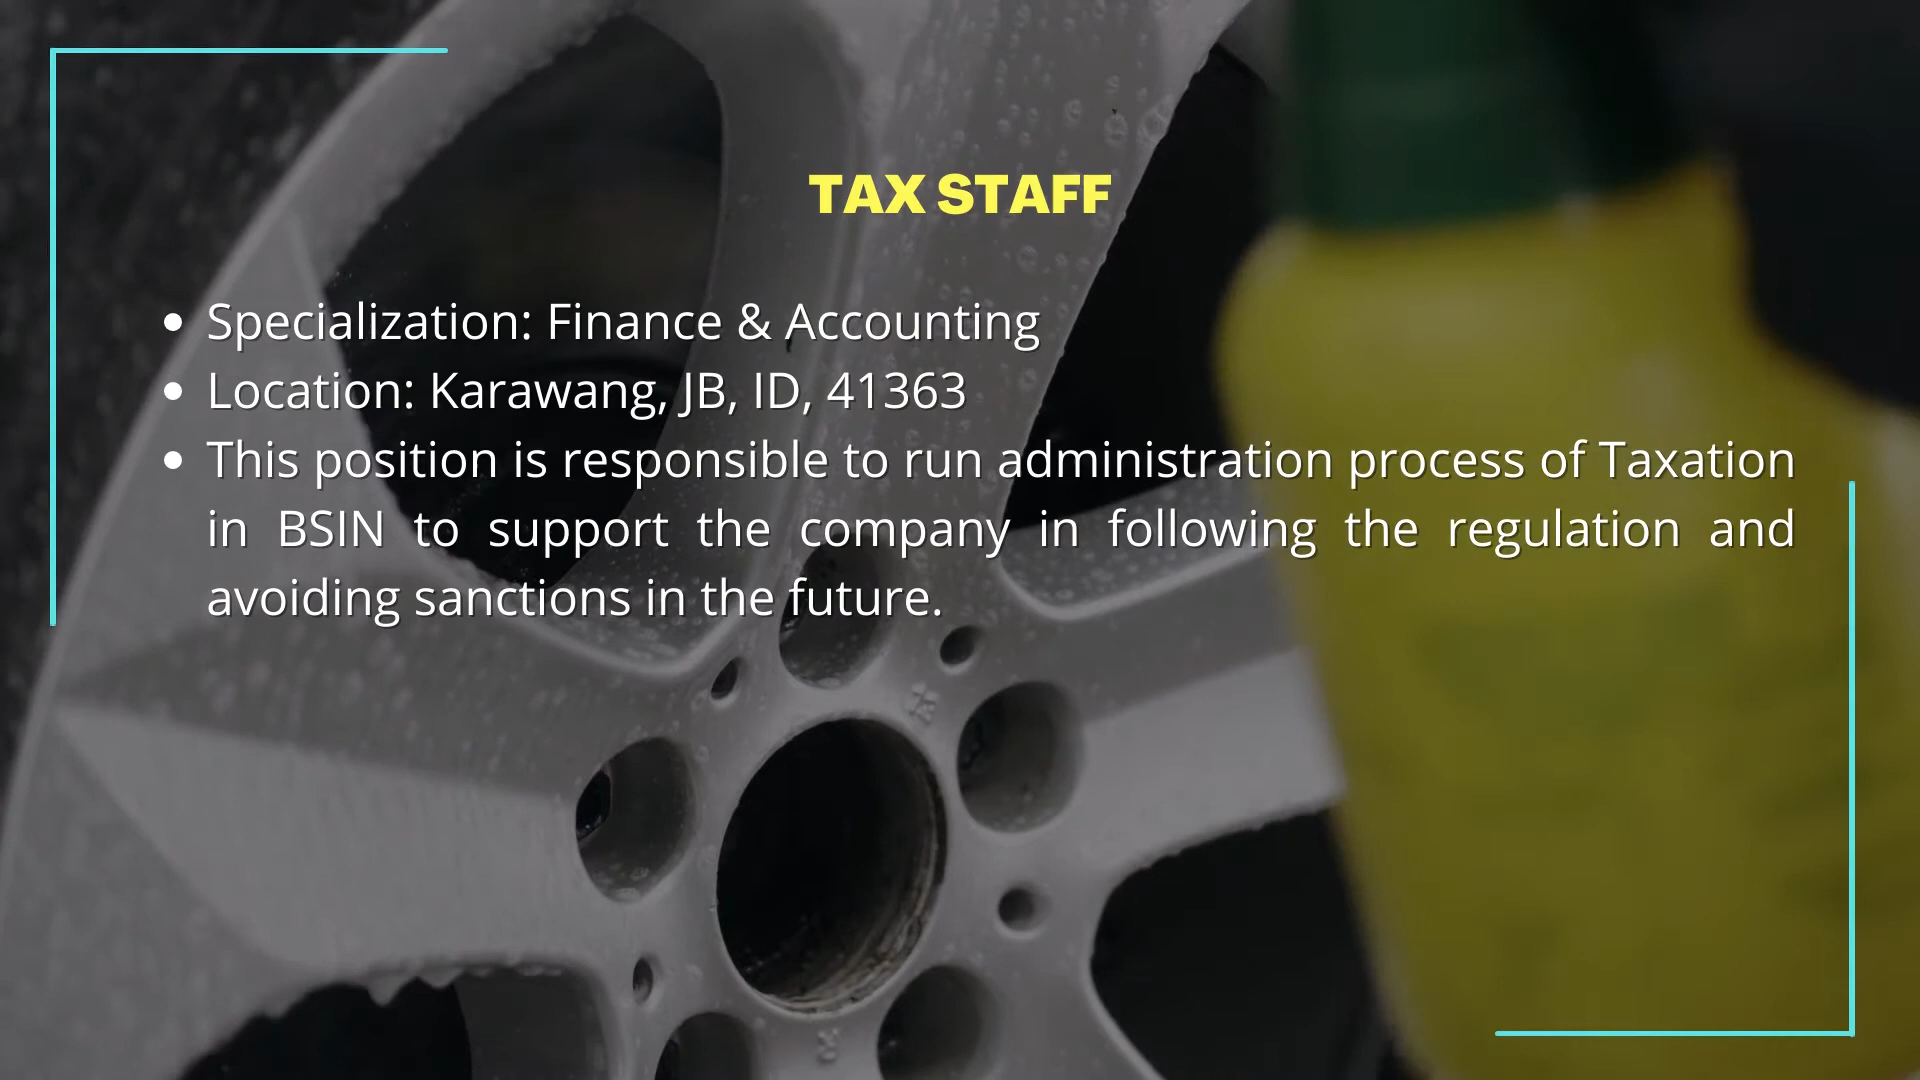 TAX STAFF
• Specialization: Finance & Accounting
• Location: Karawang, JB, ID, 41363
• This position is responsible to run administration process of Taxation
in BSIN to support the company in following the regulation and
avoiding sanctions in the future.